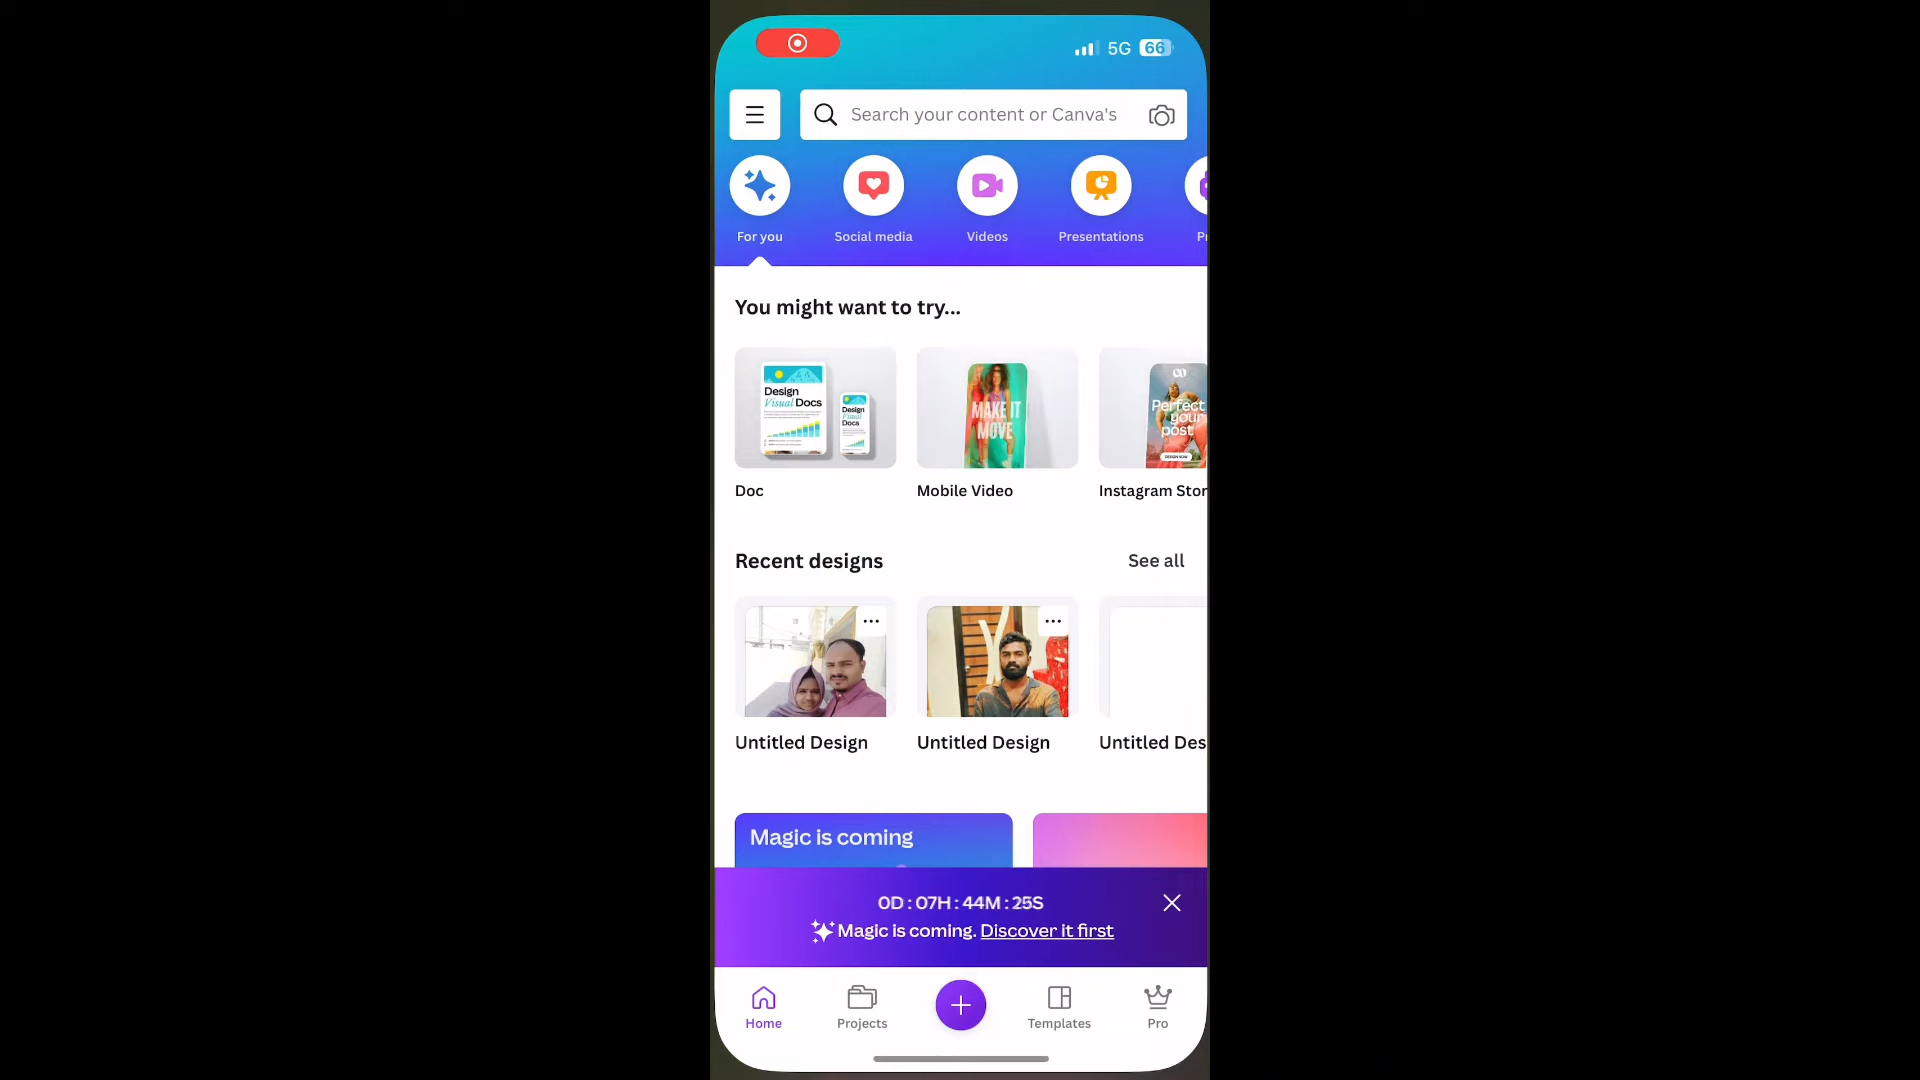 5G 66
Search your content or Canva's
For you Social media Videos Presentations Pr
You might want to try...
Design
Visual Docs
Design
Visual
Docs
MAKE IT
MOVE
Perfect
your
post
DESIGN NOW
Doc Mobile Video Instagram Stor
Recent designs See all
Untitled Design Untitled Design Untitled Des
Magic is coming
0D : 07H : 44M : 25S
Magic is coming. Discover it first
Home Projects Templates Pro